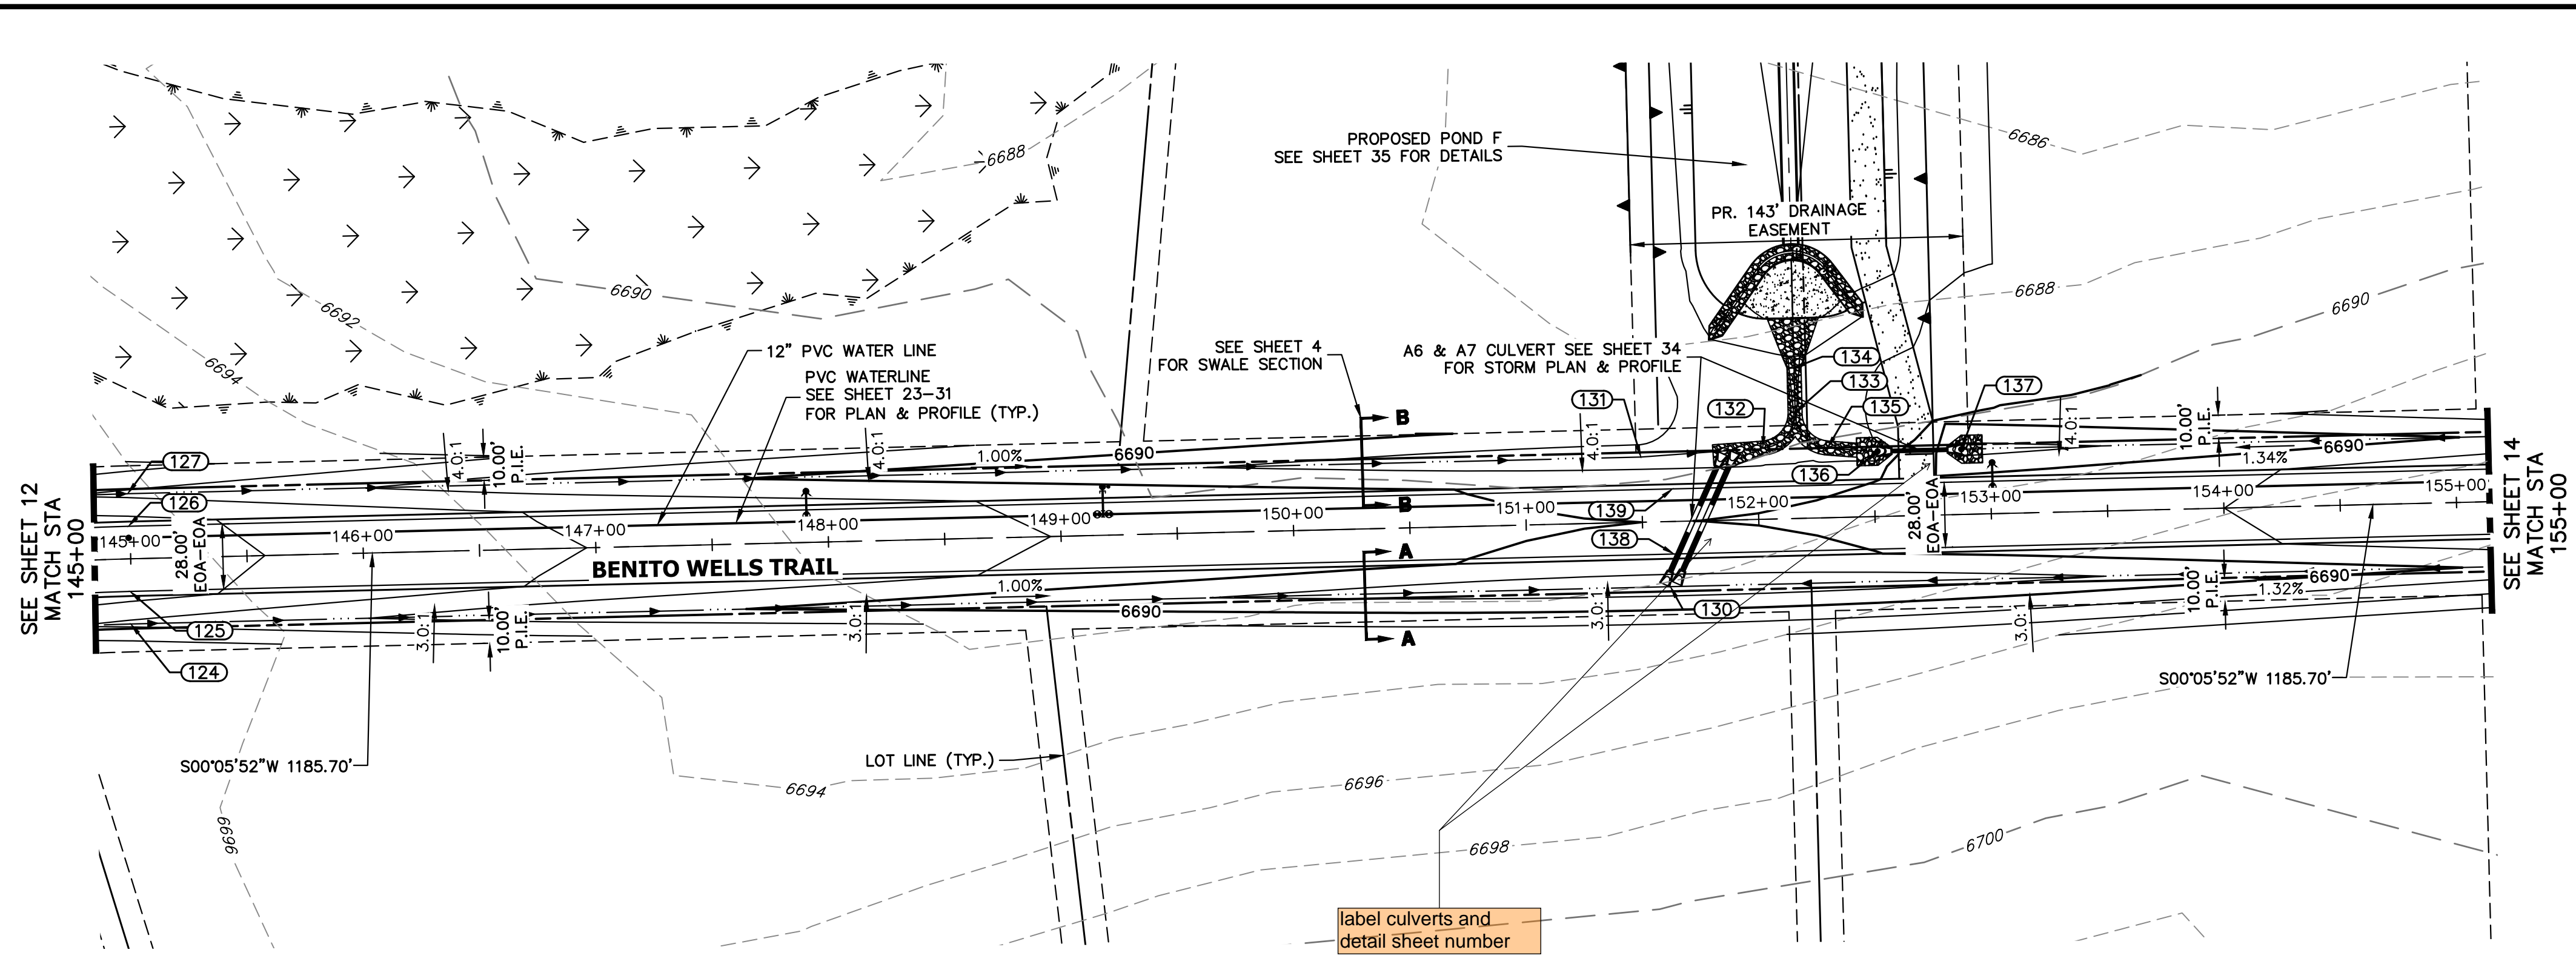 6686
6688
PROPOSED POND F
SEE SHEET 35 FOR DETAILS
PR. 143' DRAINAGE
EASEMENT
6690
6692
6694
6688
6690
12" PVC WATER LINE
PVC WATERLINE
SEE SHEET 23-31
FOR PLAN & PROFILE (TYP.)
SEE SHEET 4
FOR SWALE SECTION
A6 & A7 CULVERT SEE SHEET 34
FOR STORM PLAN & PROFILE
134
133
137
131
132
135
136
B
B
127
126
4.0:1
10.00'
P.I.E.
4.0:1
1.00%
6690
4.0:1
4.0:1
10.00'
P.I.E.
6690
1.34%
SEE SHEET 12
MATCH STA
145+00
145+00
146+00
147+00
148+00
149+00
150+00
151+00
152+00
153+00
154+00
155+00
SEE SHEET 14
MATCH STA
155+00
28.00'
EOA-EOA
139
138
28.00'
EOA-EOA
BENITO WELLS TRAIL
A
A
1.00%
6690
125
124
3.0:1
10.00'
P.I.E.
3.0:1
3.0:1
130
3.0:1
10.00'
P.I.E.
6690
1.32%
S00°05'52"W 1185.70'
LOT LINE (TYP.)
S00°05'52"W 1185.70'
6694
6696
6696
6698
6700
label culverts and
detail sheet number